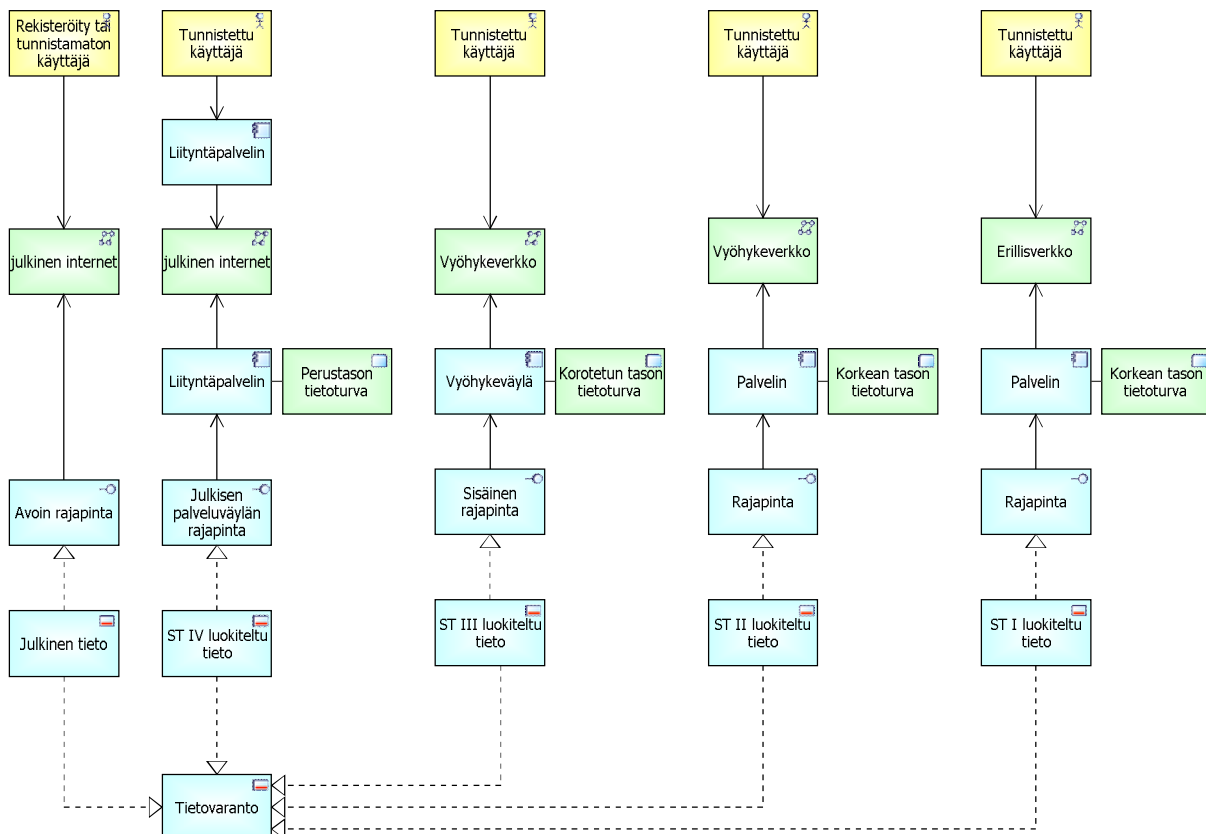 Rekisteröity tai
tunnistamaton
käyttäjä
Tunnistettu
käyttäjä
Tunnistettu
käyttäjä
Tunnistettu
käyttäjä
Tunnistettu
käyttäjä
Liityntäpalvelin
julkinen internet
julkinen internet
Vyöhykeverkko
Vyöhykeverkko
Erillisverkko
Liityntäpalvelin
Perustason
tietoturva
Vyöhykeväylä
Korotetun tason
tietoturva
Palvelin
Korkean tason
tietoturva
Palvelin
Korkean tason
tietoturva
Avoin rajapinta
Julkisen
palveluväylän
rajapinta
Sisäinen
rajapinta
Rajapinta
Rajapinta
Julkinen tieto
ST IV luokiteltu
tieto
ST III luokiteltu
tieto
ST II luokiteltu
tieto
ST I luokiteltu
tieto
Tietovaranto